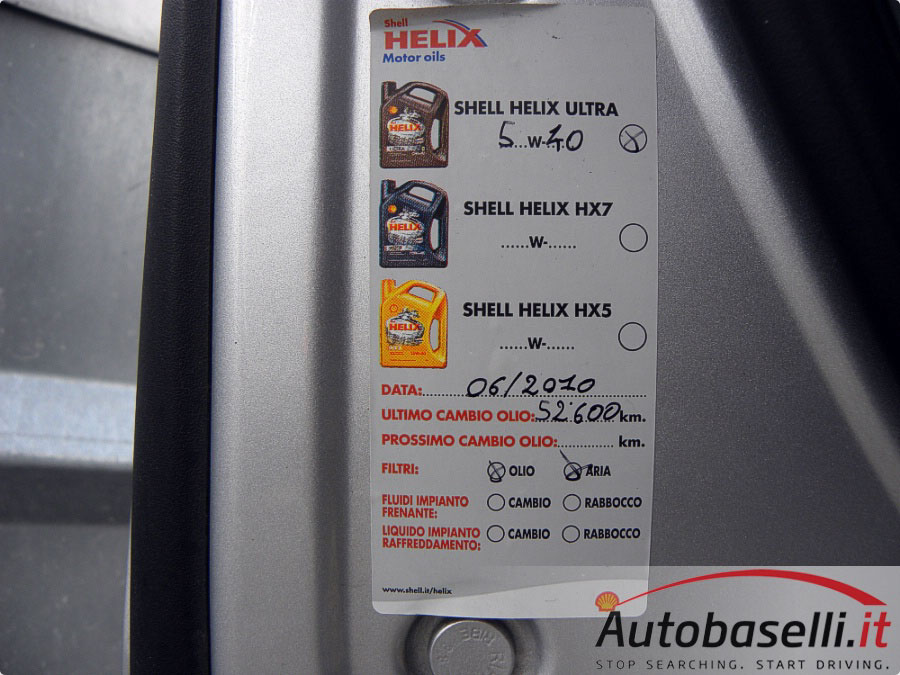 Shell
HELIX
Motor oils
SHELL HELIX ULTRA
5...W-...40
SHELL HELIX HX7
......W-......
SHELL HELIX HX5
......W-......
DATA: 06/2010
ULTIMO CAMBIO OLIO: 52600 km.
PROSSIMO CAMBIO OLIO:............. km.
FILTRI: OLIO ARIA
FLUIDI IMPIANTO
FRENANTE: CAMBIO RABBOCCO
LIQUIDO IMPIANTO
RAFFREDDAMENTO: CAMBIO RABBOCCO
www.shell.it/helix
Autobaselli.it
STOP SEARCHING. START DRIVING.